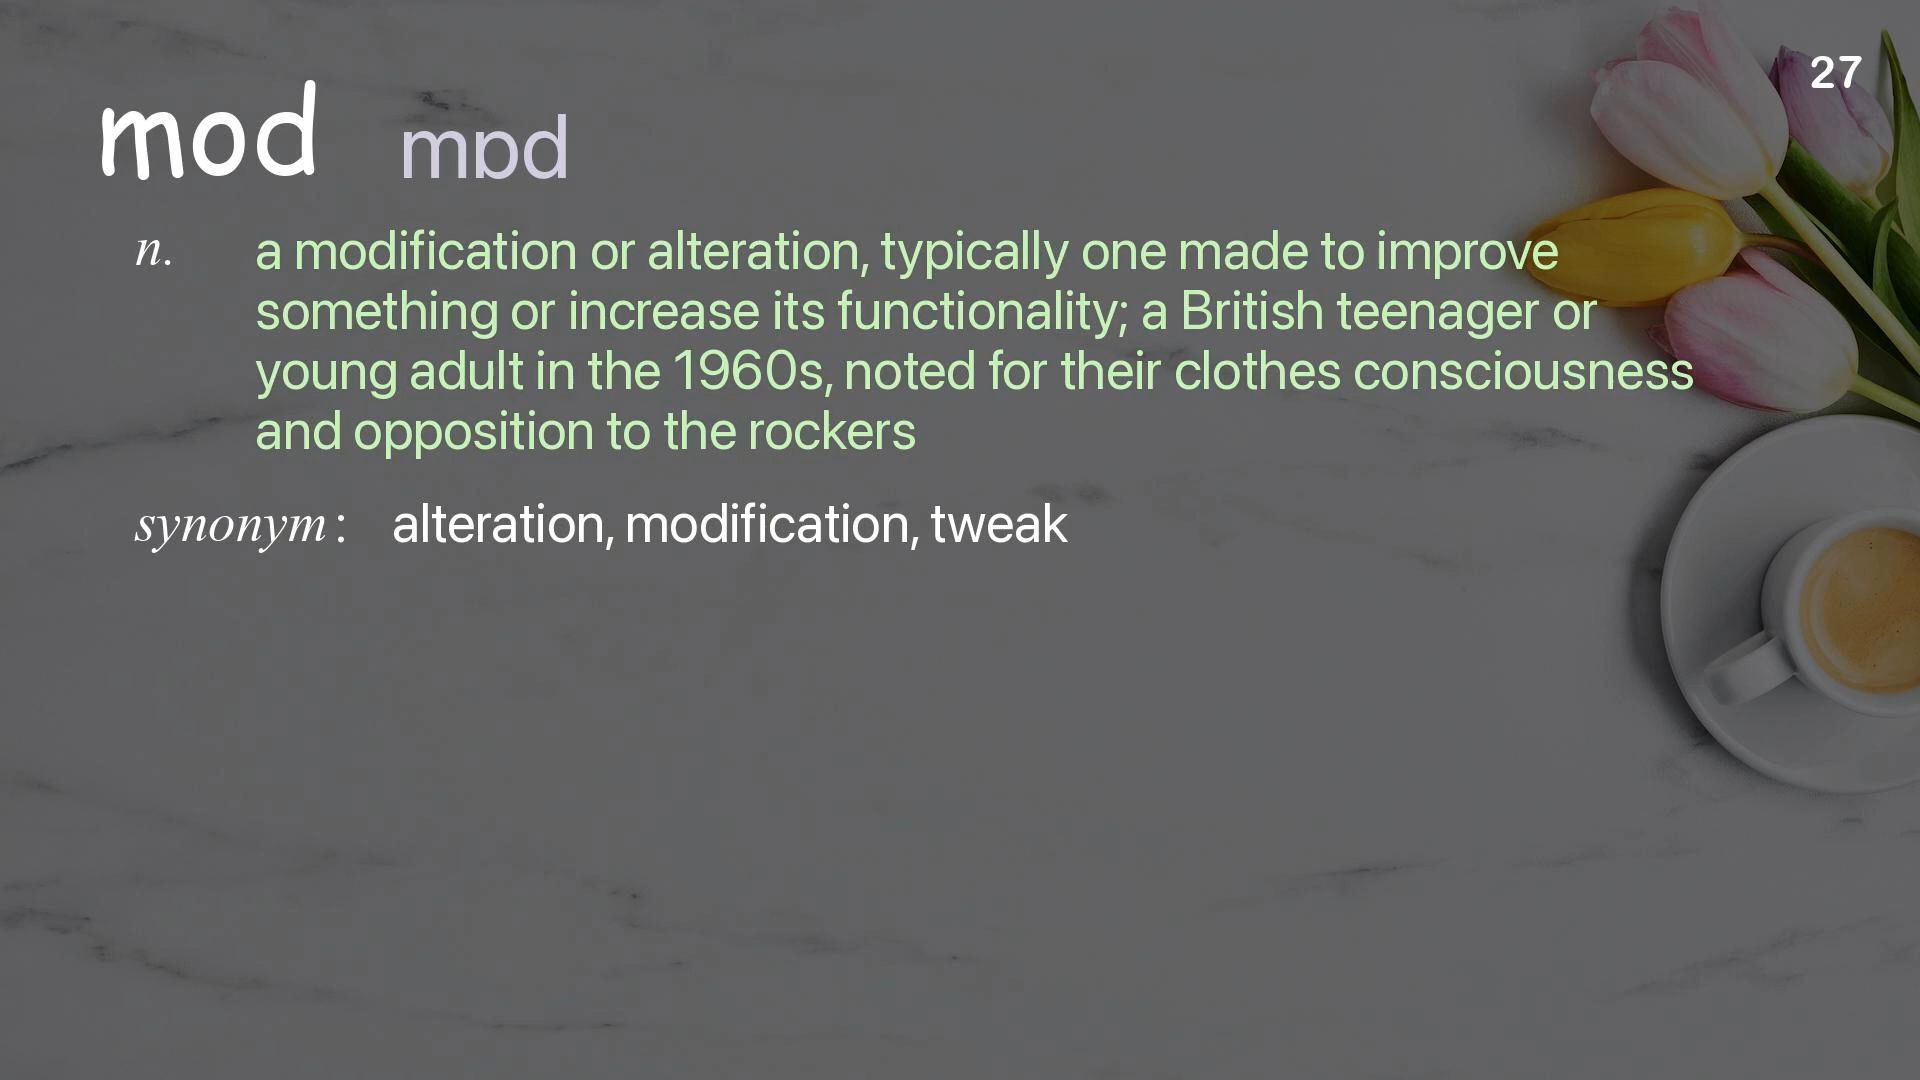 27
mod mɒd
n. a modification or alteration, typically one made to improve
something or increase its functionality; a British teenager or
young adult in the 1960s, noted for their clothes consciousness
and opposition to the rockers
synonym : alteration, modification, tweak